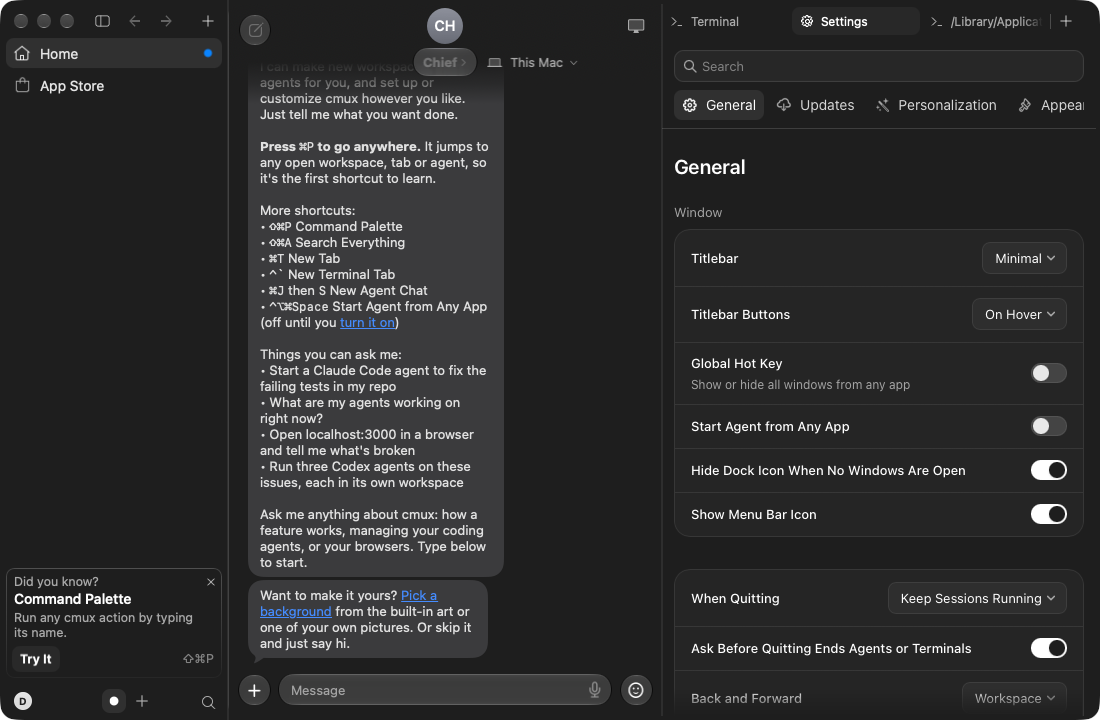 Home
App Store
Did you know?
Command Palette
Run any cmux action by typing
its name.
Try It
⇧⌘P
D
CH
Chief ›
This Mac
I can make new workspac
agents for you, and set up or
customize cmux however you like.
Just tell me what you want done.
Press ⌘P to go anywhere. It jumps to
any open workspace, tab or agent, so
it's the first shortcut to learn.
More shortcuts:
• ⇧⌘P Command Palette
• ⇧⌘A Search Everything
• ⌘T New Tab
• ^` New Terminal Tab
• ⌘J then S New Agent Chat
• ^⌥⌘Space Start Agent from Any App
(off until you turn it on)
Things you can ask me:
• Start a Claude Code agent to fix the
failing tests in my repo
• What are my agents working on
right now?
• Open localhost:3000 in a browser
and tell me what's broken
• Run three Codex agents on these
issues, each in its own workspace
Ask me anything about cmux: how a
feature works, managing your coding
agents, or your browsers. Type below
to start.
Want to make it yours? Pick a
background from the built-in art or
one of your own pictures. Or skip it
and just say hi.
Message
Terminal
Settings
/Library/Applicat
Search
General
Updates
Personalization
Appear
General
Window
Titlebar
Minimal
Titlebar Buttons
On Hover
Global Hot Key
Show or hide all windows from any app
Start Agent from Any App
Hide Dock Icon When No Windows Are Open
Show Menu Bar Icon
When Quitting
Keep Sessions Running
Ask Before Quitting Ends Agents or Terminals
Back and Forward
Workspace